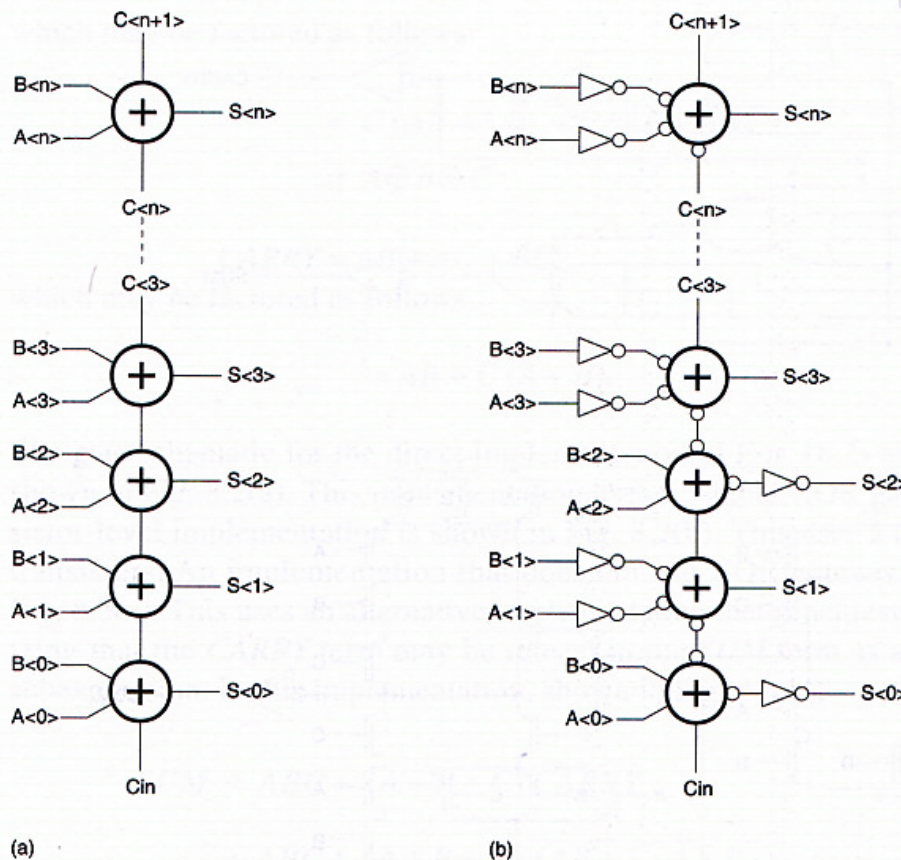 C<n+1>
B<n>
A<n>
S<n>
C<n>
C<3>
B<3>
A<3>
S<3>
B<2>
A<2>
S<2>
B<1>
A<1>
S<1>
B<0>
A<0>
S<0>
Cin
(a)
C<n+1>
B<n>
A<n>
S<n>
C<n>
C<3>
B<3>
A<3>
S<3>
B<2>
A<2>
S<2>
B<1>
A<1>
S<1>
B<0>
A<0>
S<0>
Cin
(b)